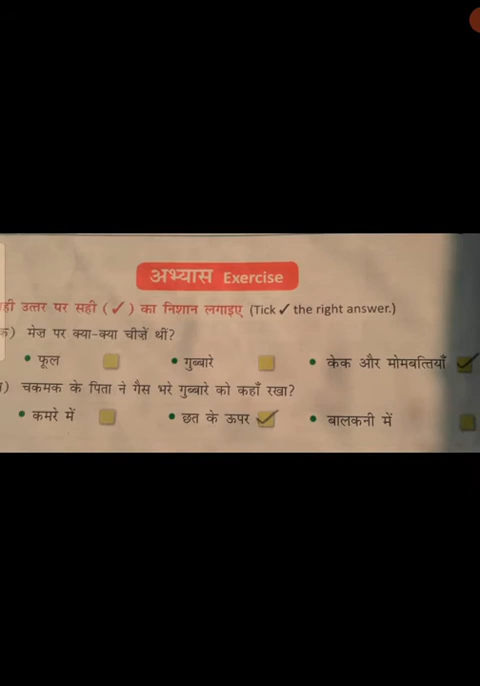 अभ्यास Exercise
ही उत्तर पर सही (✓) का निशान लगाइए (Tick ✓ the right answer.)
क) मेज़ पर क्या-क्या चीज़ें थीं?
• फूल • गुब्बारे • केक और मोमबत्तियाँ ✓
) चकमक के पिता ने गैस भरे गुब्बारे को कहाँ रखा?
• कमरे में • छत के ऊपर ✓ • बालकनी में